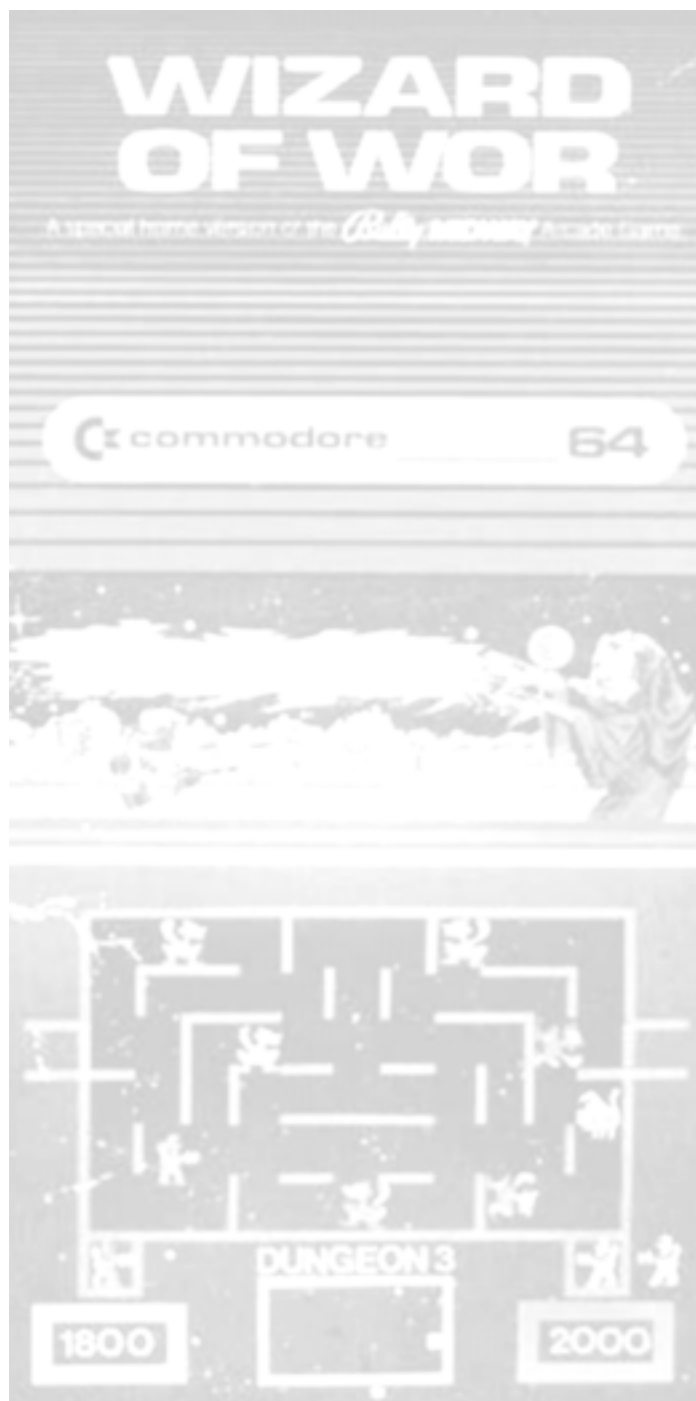 WIZARD
OF WOR
A special home version of the Bally MIDWAY Arcade Game
commodore 64
DUNGEON 3
1800 2000